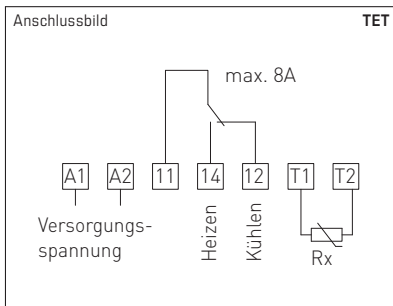 Anschlussbild TET
max. 8A
A1 A2 11 14 12 T1 T2
Versorgungs-
spannung
Heizen
Kühlen
Rx